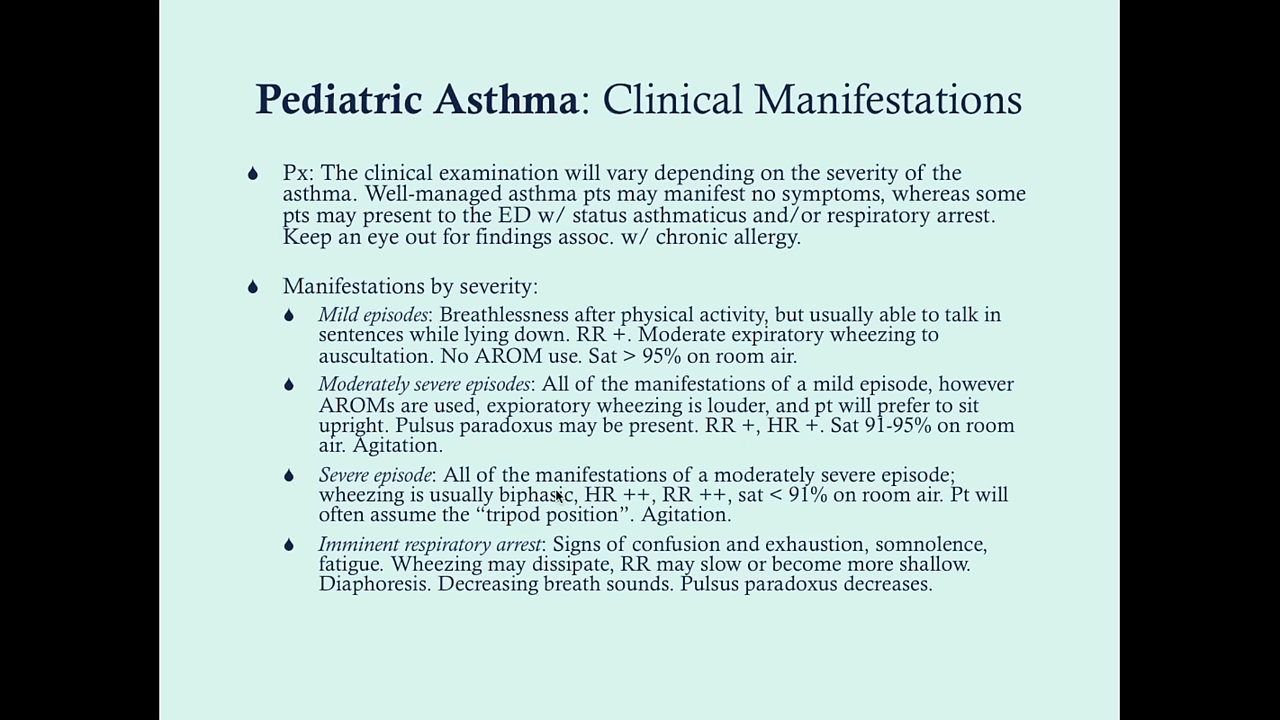 Pediatric Asthma: Clinical Manifestations
Px: The clinical examination will vary depending on the severity of the
asthma. Well-managed asthma pts may manifest no symptoms, whereas some
pts may present to the ED w/ status asthmaticus and/or respiratory arrest.
Keep an eye out for findings assoc. w/ chronic allergy.
Manifestations by severity:
Mild episodes: Breathlessness after physical activity, but usually able to talk in
sentences while lying down. RR +. Moderate expiratory wheezing to
auscultation. No AROM use. Sat > 95% on room air.
Moderately severe episodes: All of the manifestations of a mild episode, however
AROMs are used, expioratory wheezing is louder, and pt will prefer to sit
upright. Pulsus paradoxus may be present. RR +, HR +. Sat 91-95% on room
air. Agitation.
Severe episode: All of the manifestations of a moderately severe episode;
wheezing is usually biphasic, HR ++, RR ++, sat < 91% on room air. Pt will
often assume the “tripod position”. Agitation.
Imminent respiratory arrest: Signs of confusion and exhaustion, somnolence,
fatigue. Wheezing may dissipate, RR may slow or become more shallow.
Diaphoresis. Decreasing breath sounds. Pulsus paradoxus decreases.